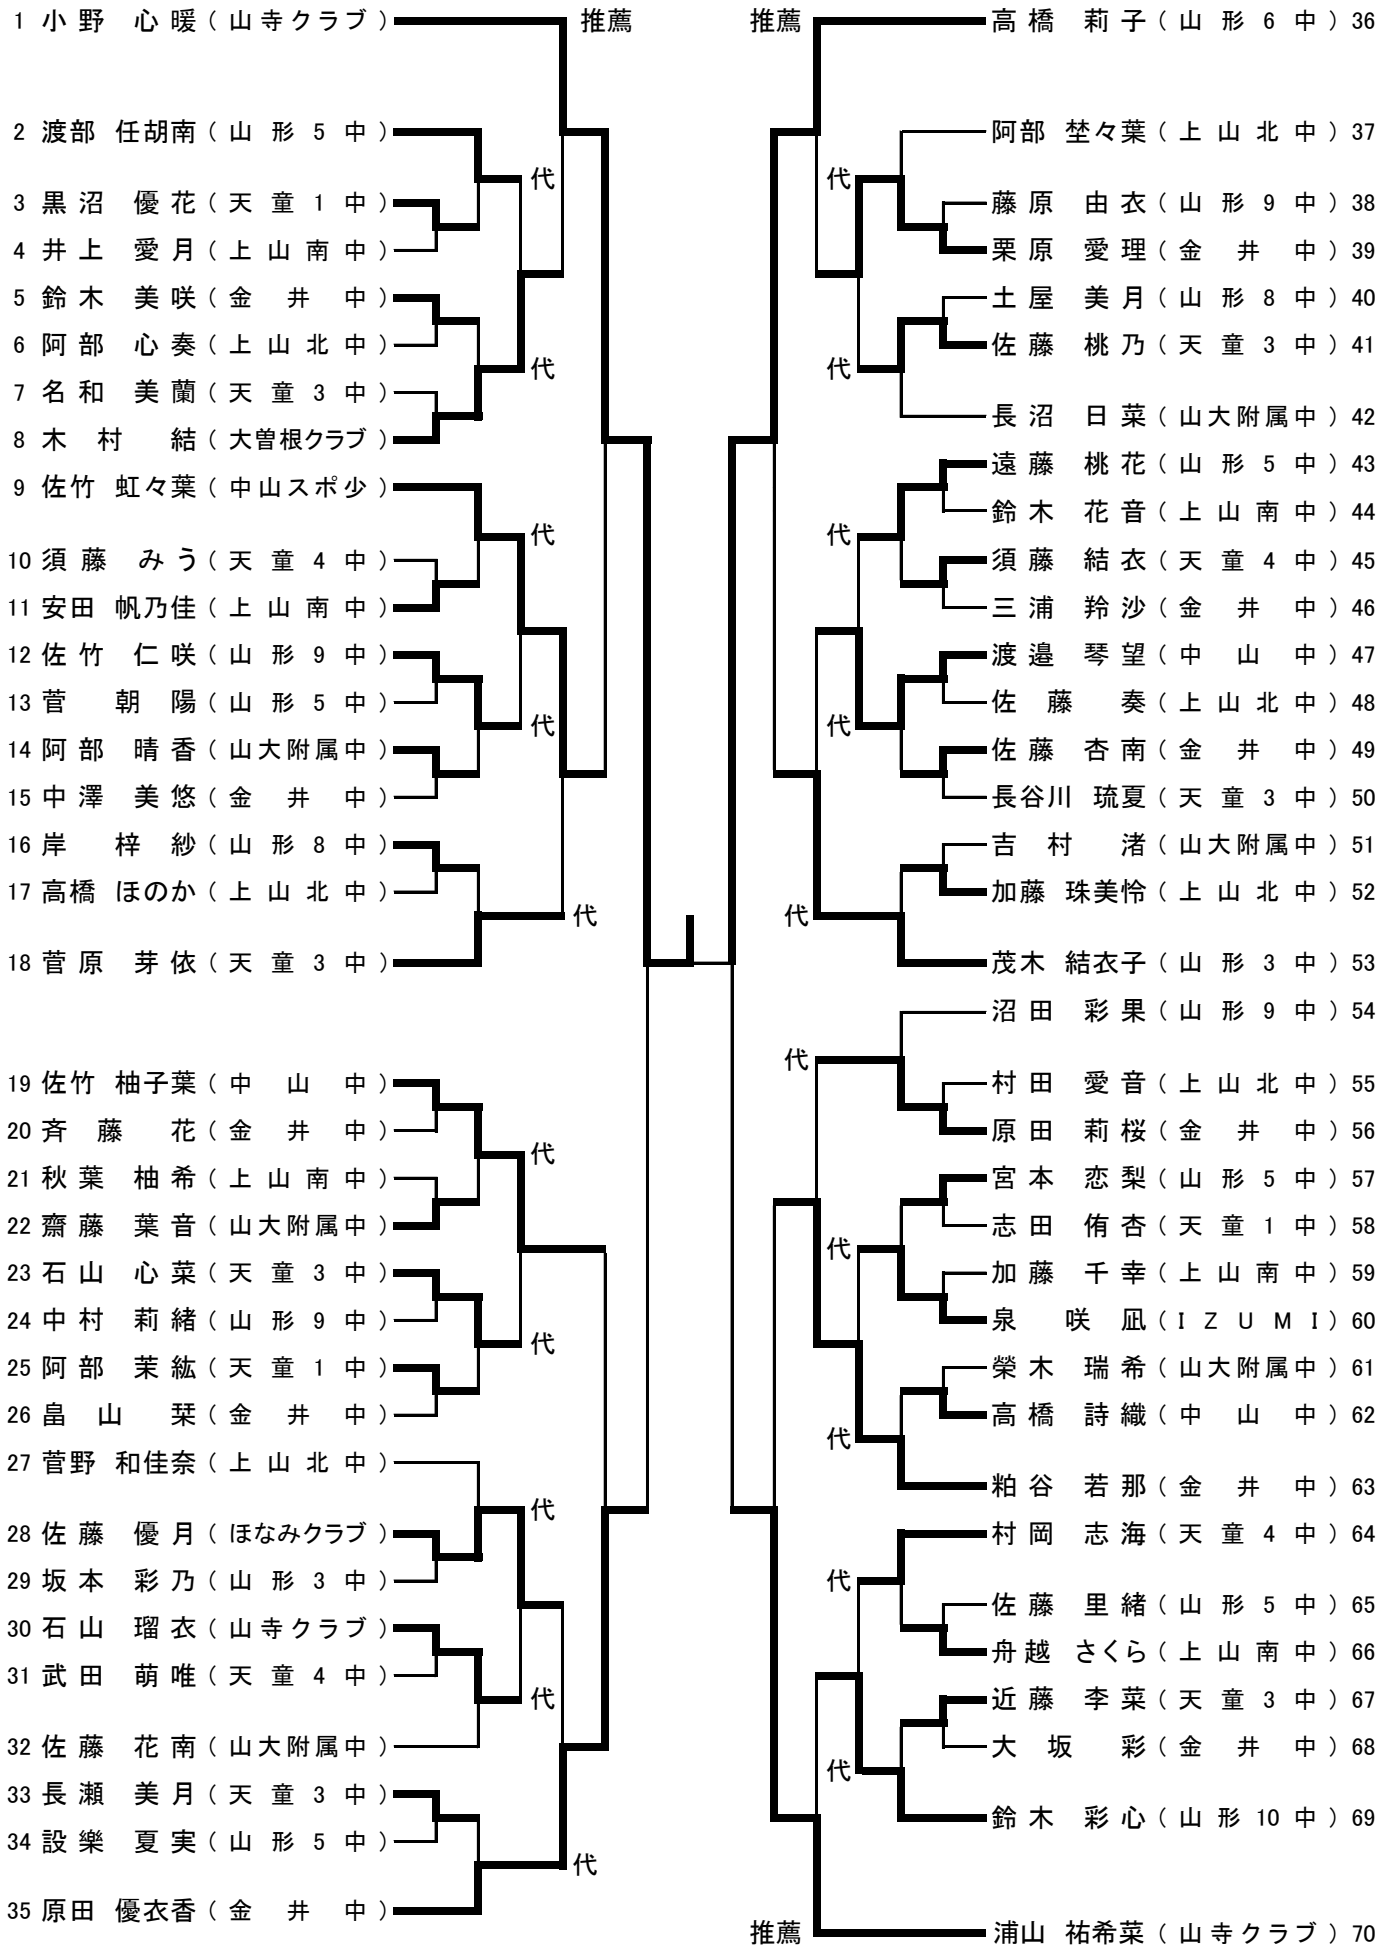 1 小野 心暖 (山寺クラブ) 推薦
2 渡部 任胡南 (山形5中)
代
3 黒沼 優花 (天童1中)
4 井上 愛月 (上山南中)
5 鈴木 美咲 (金井中)
6 阿部 心奏 (上山北中)
代
7 名和 美蘭 (天童3中)
8 木村 結 (大曽根クラブ)
9 佐竹 虹々葉 (中山スポ少)
代
10 須藤 みう (天童4中)
11 安田 帆乃佳 (上山南中)
12 佐竹 仁咲 (山形9中)
13 菅 朝陽 (山形5中)
代
14 阿部 晴香 (山大附属中)
15 中澤 美悠 (金井中)
16 岸 梓紗 (山形8中)
17 高橋 ほのか (上山北中)
代
18 菅原 芽依 (天童3中)
19 佐竹 柚子葉 (中山中)
20 斉藤 花 (金井中)
代
21 秋葉 柚希 (上山南中)
22 齋藤 葉音 (山大附属中)
23 石山 心菜 (天童3中)
24 中村 莉緒 (山形9中)
代
25 阿部 茉紘 (天童1中)
26 畠山 栞 (金井中)
27 菅野 和佳奈 (上山北中)
代
28 佐藤 優月 (ほなみクラブ)
29 坂本 彩乃 (山形3中)
30 石山 瑠衣 (山寺クラブ)
31 武田 萌唯 (天童4中)
代
32 佐藤 花南 (山大附属中)
33 長瀬 美月 (天童3中)
34 設樂 夏実 (山形5中)
代
35 原田 優衣香 (金井中)
推薦 高橋 莉子 (山形6中) 36
阿部 埜々葉 (上山北中) 37
代
藤原 由衣 (山形9中) 38
栗原 愛理 (金井中) 39
土屋 美月 (山形8中) 40
佐藤 桃乃 (天童3中) 41
代
長沼 日菜 (山大附属中) 42
遠藤 桃花 (山形5中) 43
鈴木 花音 (上山南中) 44
代
須藤 結衣 (天童4中) 45
三浦 羚沙 (金井中) 46
渡邉 琴望 (中山中) 47
佐藤 奏 (上山北中) 48
代
佐藤 杏南 (金井中) 49
長谷川 琉夏 (天童3中) 50
吉村 渚 (山大附属中) 51
加藤 珠美怜 (上山北中) 52
代
茂木 結衣子 (山形3中) 53
沼田 彩果 (山形9中) 54
代
村田 愛音 (上山北中) 55
原田 莉桜 (金井中) 56
宮本 恋梨 (山形5中) 57
志田 侑杏 (天童1中) 58
代
加藤 千幸 (上山南中) 59
泉 咲凪 (IZUMI) 60
榮木 瑞希 (山大附属中) 61
高橋 詩織 (中山中) 62
代
粕谷 若那 (金井中) 63
村岡 志海 (天童4中) 64
代
佐藤 里緒 (山形5中) 65
舟越 さくら (上山南中) 66
近藤 李菜 (天童3中) 67
大坂 彩 (金井中) 68
代
鈴木 彩心 (山形10中) 69
推薦 浦山 祐希菜 (山寺クラブ) 70